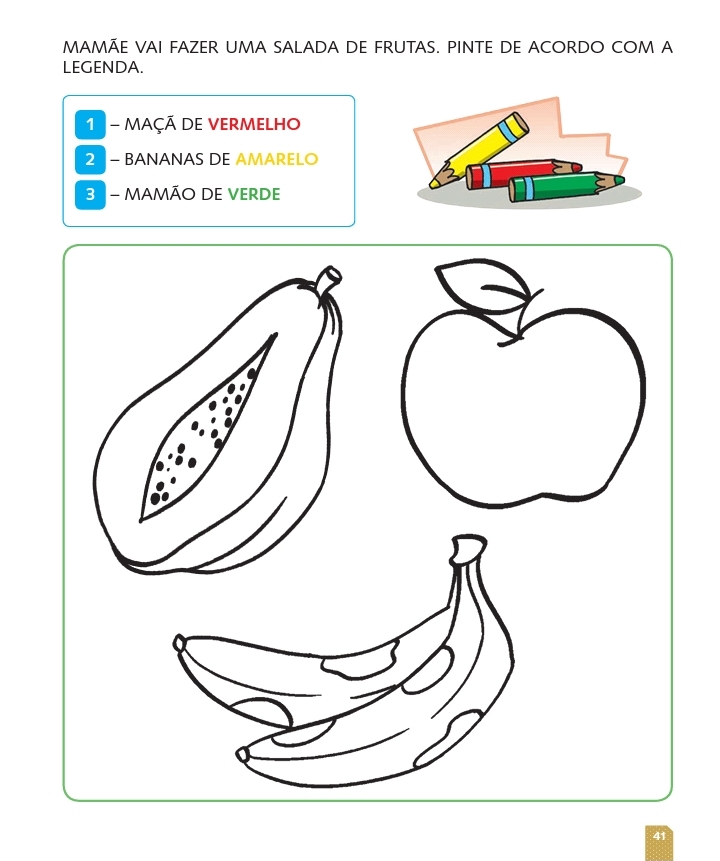 MAMÃE VAI FAZER UMA SALADA DE FRUTAS. PINTE DE ACORDO COM A
LEGENDA.
1 – MAÇÃ DE VERMELHO
2 – BANANAS DE AMARELO
3 – MAMÃO DE VERDE
41